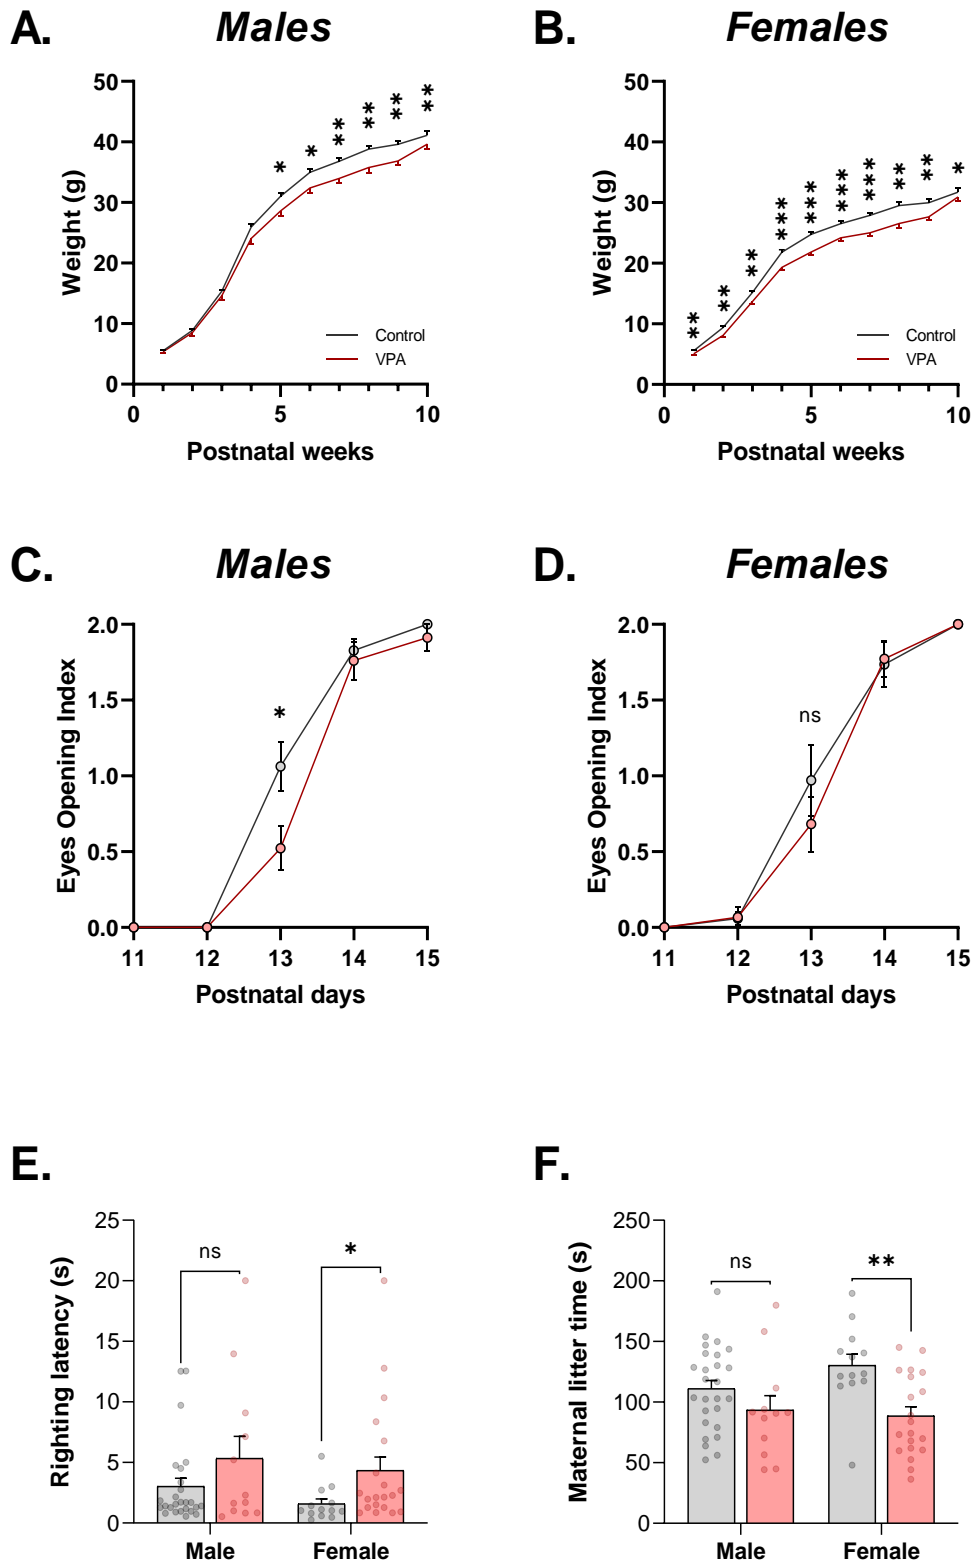 A. Males
B. Females
50
40
30
20
10
0
Weight (g)
* * ** ** ** **
Control
VPA
0 5 10
Postnatal weeks
50
40
30
20
10
0
Weight (g)
** ** ** *** *** *** *** ** ** *
Control
VPA
0 5 10
Postnatal weeks
C. Males
D. Females
2.0
1.5
1.0
0.5
0.0
Eyes Opening Index
*
11 12 13 14 15
Postnatal days
2.0
1.5
1.0
0.5
0.0
Eyes Opening Index
ns
11 12 13 14 15
Postnatal days
E.
F.
25
20
15
10
5
0
Righting latency (s)
ns *
Male Female
250
200
150
100
50
0
Maternal litter time (s)
ns **
Male Female